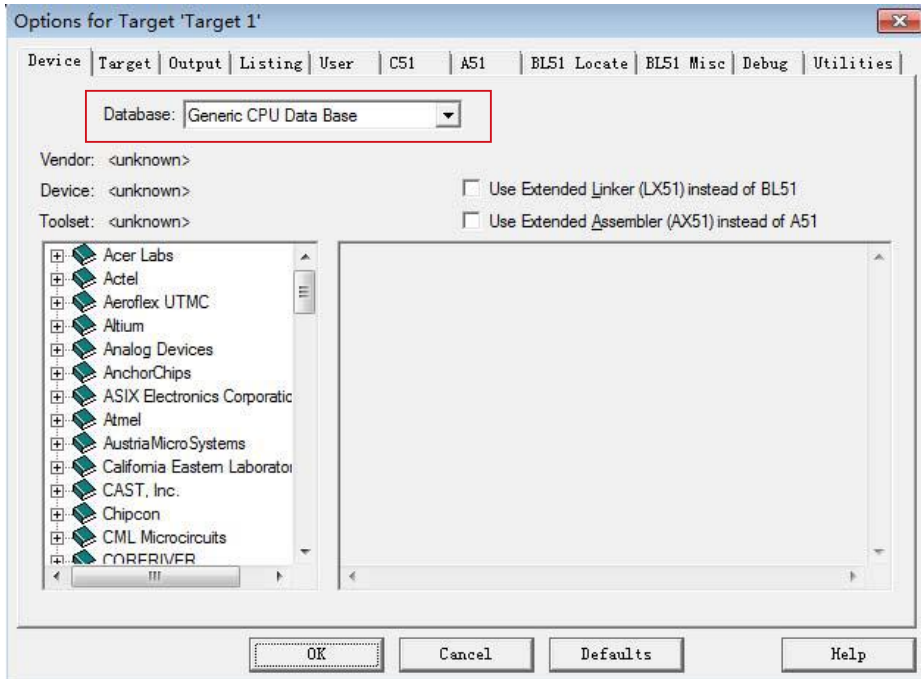 Options for Target 'Target 1'
Device Target Output Listing User C51 A51 BL51 Locate BL51 Misc Debug Utilities
Database: Generic CPU Data Base
Vendor: <unknown>
Device: <unknown>
Use Extended Linker (LX51) instead of BL51
Toolset: <unknown>
Use Extended Assembler (AX51) instead of A51
Acer Labs
Actel
Aeroflex UTMC
Altium
Analog Devices
AnchorChips
ASIX Electronics Corporatic
Atmel
AustriaMicroSystems
California Eastern Laborator
CAST, Inc.
Chipcon
CML Microcircuits
CORERIVER
OK Cancel Defaults Help